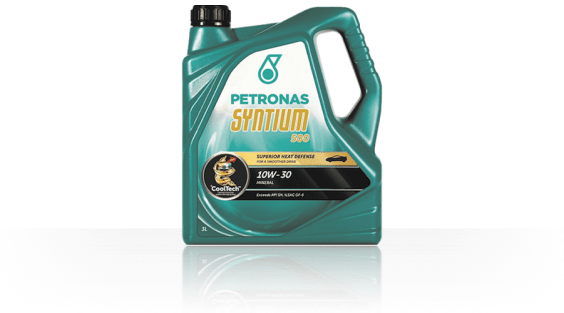 PETRONAS
SYNTIUM
500
SUPERIOR HEAT DEFENSE
FOR A SMOOTHER DRIVE
10W-30
MINERAL
CoolTech
Exceeds API SN, ILSAC GF-5
3L